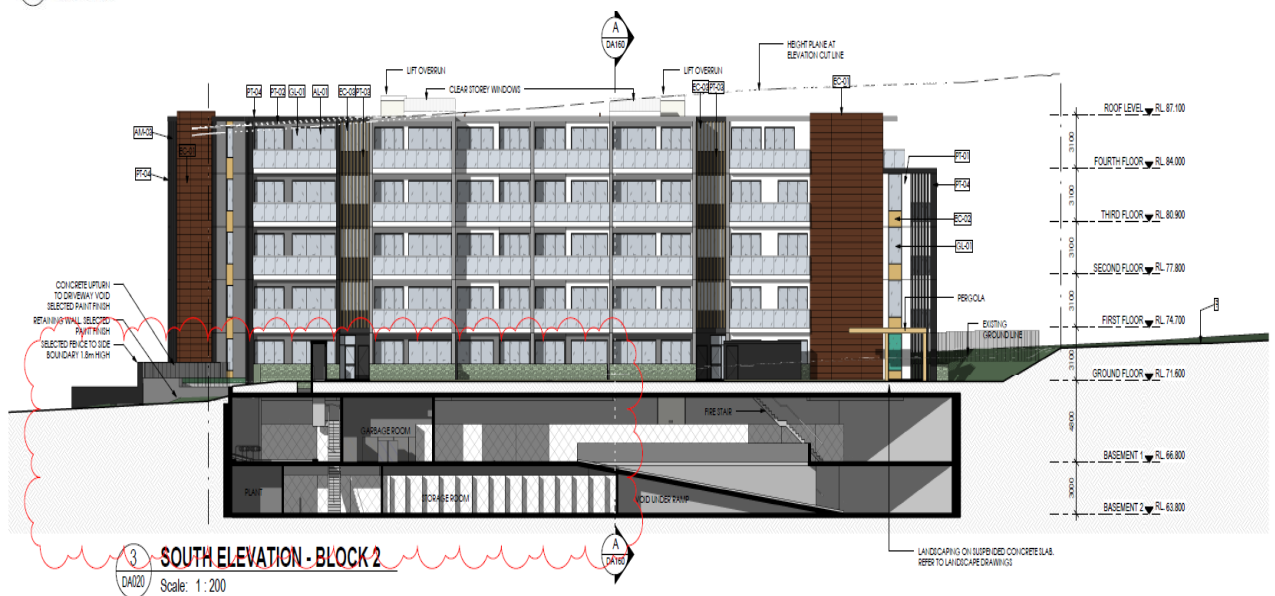 A
DA160
HEIGHT PLANE AT
ELEVATION CUT LINE
LIFT OVERRUN
CLEAR STOREY WINDOWS
LIFT OVERRUN
PT-04
PT-02
GL-01
AL-01
EC-03
PT-03
EC-03
PT-03
EC-01
ROOF LEVEL RL 87.100
AM-03
3100
PT-01
FOURTH FLOOR RL 84.000
PT-04
PT-04
3100
EC-02
THIRD FLOOR RL 80.900
GL-01
3100
SECOND FLOOR RL 77.800
CONCRETE UPTURN
TO DRIVEWAY VOID
SELECTED PAINT FINISH
PERGOLA
3100
RETAINING WALL SELECTED
PAINT FINISH
EXISTING
GROUND LINE
FIRST FLOOR RL 74.700
SELECTED FENCE TO SIDE
BOUNDARY 1.8m HIGH
3100
GROUND FLOOR RL 71.600
FIRE STAIR
GARBAGE ROOM
4800
BASEMENT 1 RL 66.800
PLANT
STORAGE ROOM
VOID UNDER RAMP
3000
BASEMENT 2 RL 63.800
3
DA020
SOUTH ELEVATION - BLOCK 2
Scale: 1 : 200
A
DA160
LANDSCAPING ON SUSPENDED CONCRETE SLAB.
REFER TO LANDSCAPE DRAWINGS